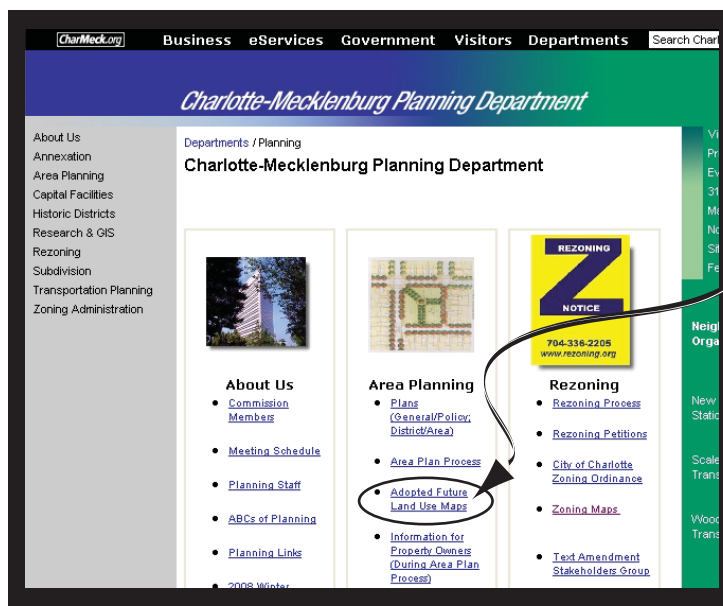 CharMeck.org Business eServices Government Visitors Departments Search
Charlotte-Mecklenburg Planning Department
About Us
Annexation
Area Planning
Capital Facilities
Historic Districts
Research & GIS
Rezoning
Subdivision
Transportation Planning
Zoning Administration
Departments / Planning
Charlotte-Mecklenburg Planning Department
About Us
Commission
Members
Meeting Schedule
Planning Staff
ABCs of Planning
Planning Links
2008 Winter
Area Planning
Plans
(General/Policy;
District/Area)
Area Plan Process
Adopted Future
Land Use Maps
Information for
Property Owners
(During Area Plan
Process)
REZONING
Z
NOTICE
704-336-2205
www.rezoning.org
Rezoning
Rezoning Process
Rezoning Petitions
City of Charlotte
Zoning Ordinance
Zoning Maps
Text Amendment
Stakeholders Group
New